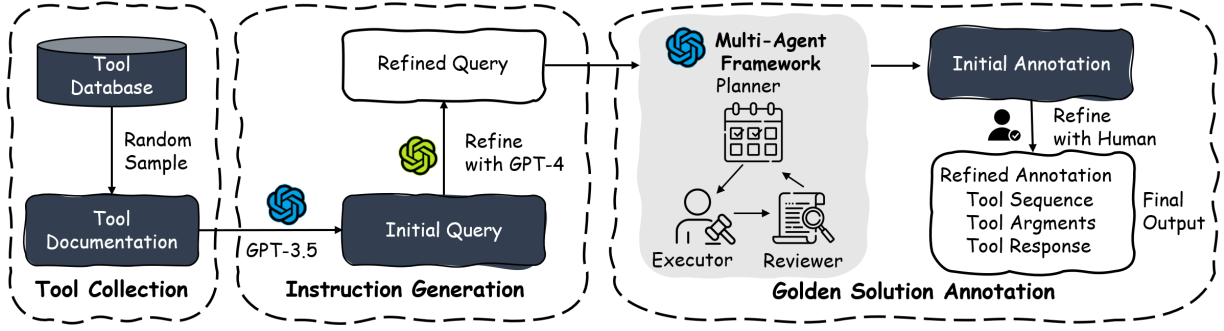 Tool
Database
Random
Sample
Tool
Documentation
Tool Collection
GPT-3.5
Refined Query
Refine
with GPT-4
Initial Query
Instruction Generation
Multi-Agent
Framework
Planner
Executor
Reviewer
Initial Annotation
Refine
with Human
Refined Annotation
Tool Sequence
Tool Argments
Tool Response
Final
Output
Golden Solution Annotation